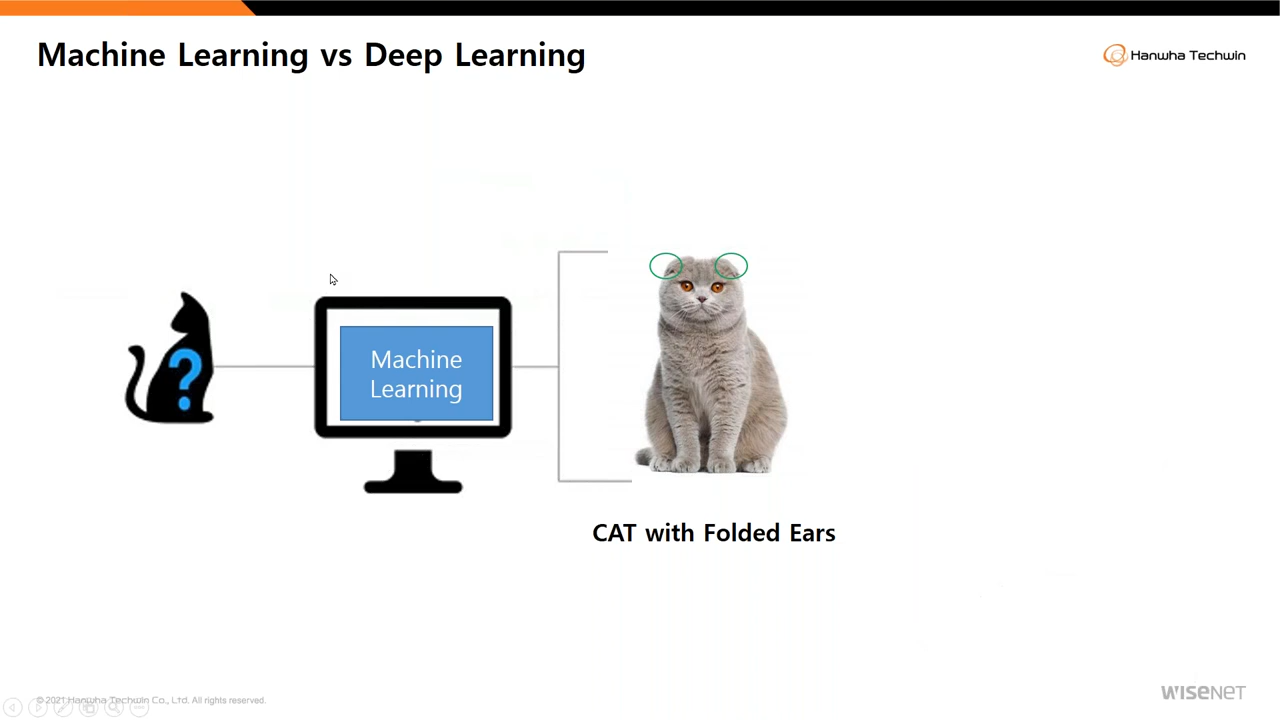 Machine Learning vs Deep Learning
Hanwha Techwin
?
Machine
Learning
CAT with Folded Ears
© 2021 Hanwha Techwin Co., Ltd. All rights reserved.
WISENET